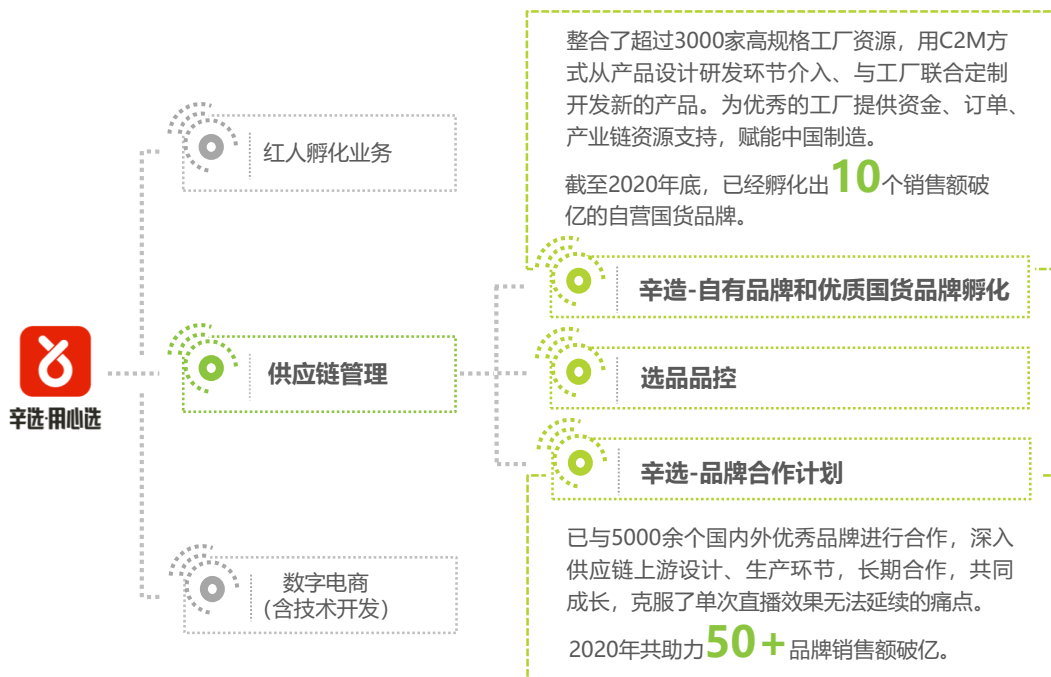 整合了超过3000家高规格工厂资源，用C2M方
式从产品设计研发环节介入、与工厂联合定制
开发新的产品。为优秀的工厂提供资金、订单、
产业链资源支持，赋能中国制造。
截至2020年底，已经孵化出10个销售额破
亿的自营国货品牌。
红人孵化业务
辛造-自有品牌和优质国货品牌孵化
辛选·用心选
供应链管理
选品品控
辛选-品牌合作计划
数字电商
（含技术开发）
已与5000余个国内外优秀品牌进行合作，深入
供应链上游设计、生产环节，长期合作，共同
成长，克服了单次直播效果无法延续的痛点。
2020年共助力50+品牌销售额破亿。